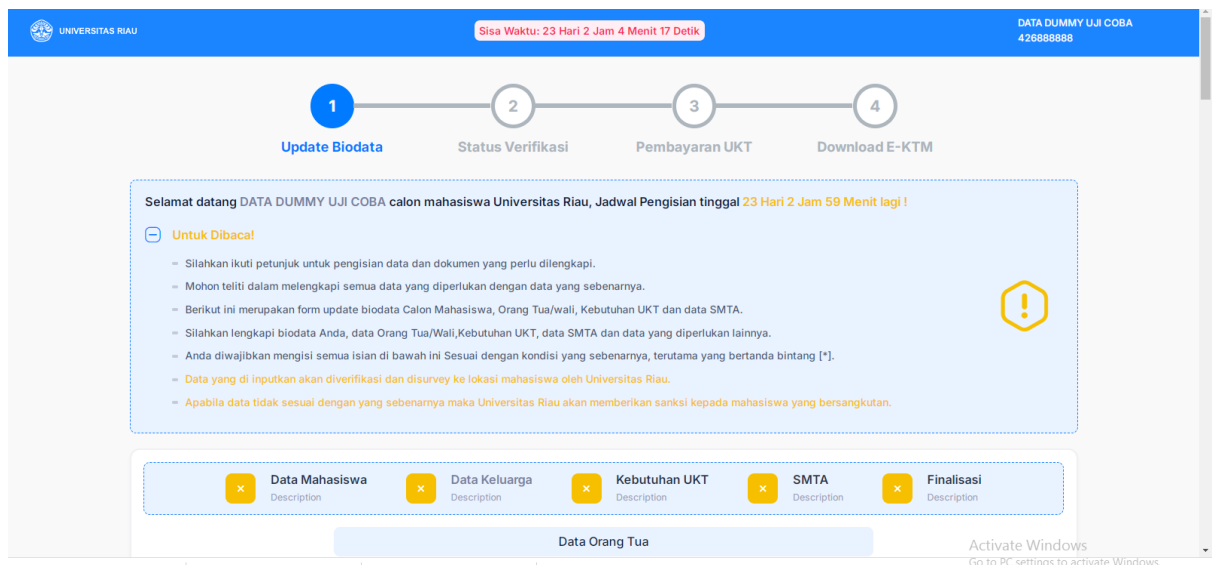 UNIVERSITAS RIAU
Sisa Waktu: 23 Hari 2 Jam 4 Menit 17 Detik
DATA DUMMY UJI COBA
426888888
1
2
3
4
Update Biodata
Status Verifikasi
Pembayaran UKT
Download E-KTM
Selamat datang DATA DUMMY UJI COBA calon mahasiswa Universitas Riau, Jadwal Pengisian tinggal 23 Hari 2 Jam 59 Menit lagi !
Untuk Dibaca!
Silahkan ikuti petunjuk untuk pengisian data dan dokumen yang perlu dilengkapi.
Mohon teliti dalam melengkapi semua data yang diperlukan dengan data yang sebenarnya.
Berikut ini merupakan form update biodata Calon Mahasiswa, Orang Tua/wali, Kebutuhan UKT dan data SMTA.
Silahkan lengkapi biodata Anda, data Orang Tua/Wali,Kebutuhan UKT, data SMTA dan data yang diperlukan lainnya.
Anda diwajibkan mengisi semua isian di bawah ini Sesuai dengan kondisi yang sebenarnya, terutama yang bertanda bintang [*].
Data yang di inputkan akan diverifikasi dan disurvey ke lokasi mahasiswa oleh Universitas Riau.
Apabila data tidak sesuai dengan yang sebenarnya maka Universitas Riau akan memberikan sanksi kepada mahasiswa yang bersangkutan.
Data Mahasiswa
Description
Data Keluarga
Description
Kebutuhan UKT
Description
SMTA
Description
Finalisasi
Description
Data Orang Tua
Activate Windows
Go to PC settings to activate Windows.